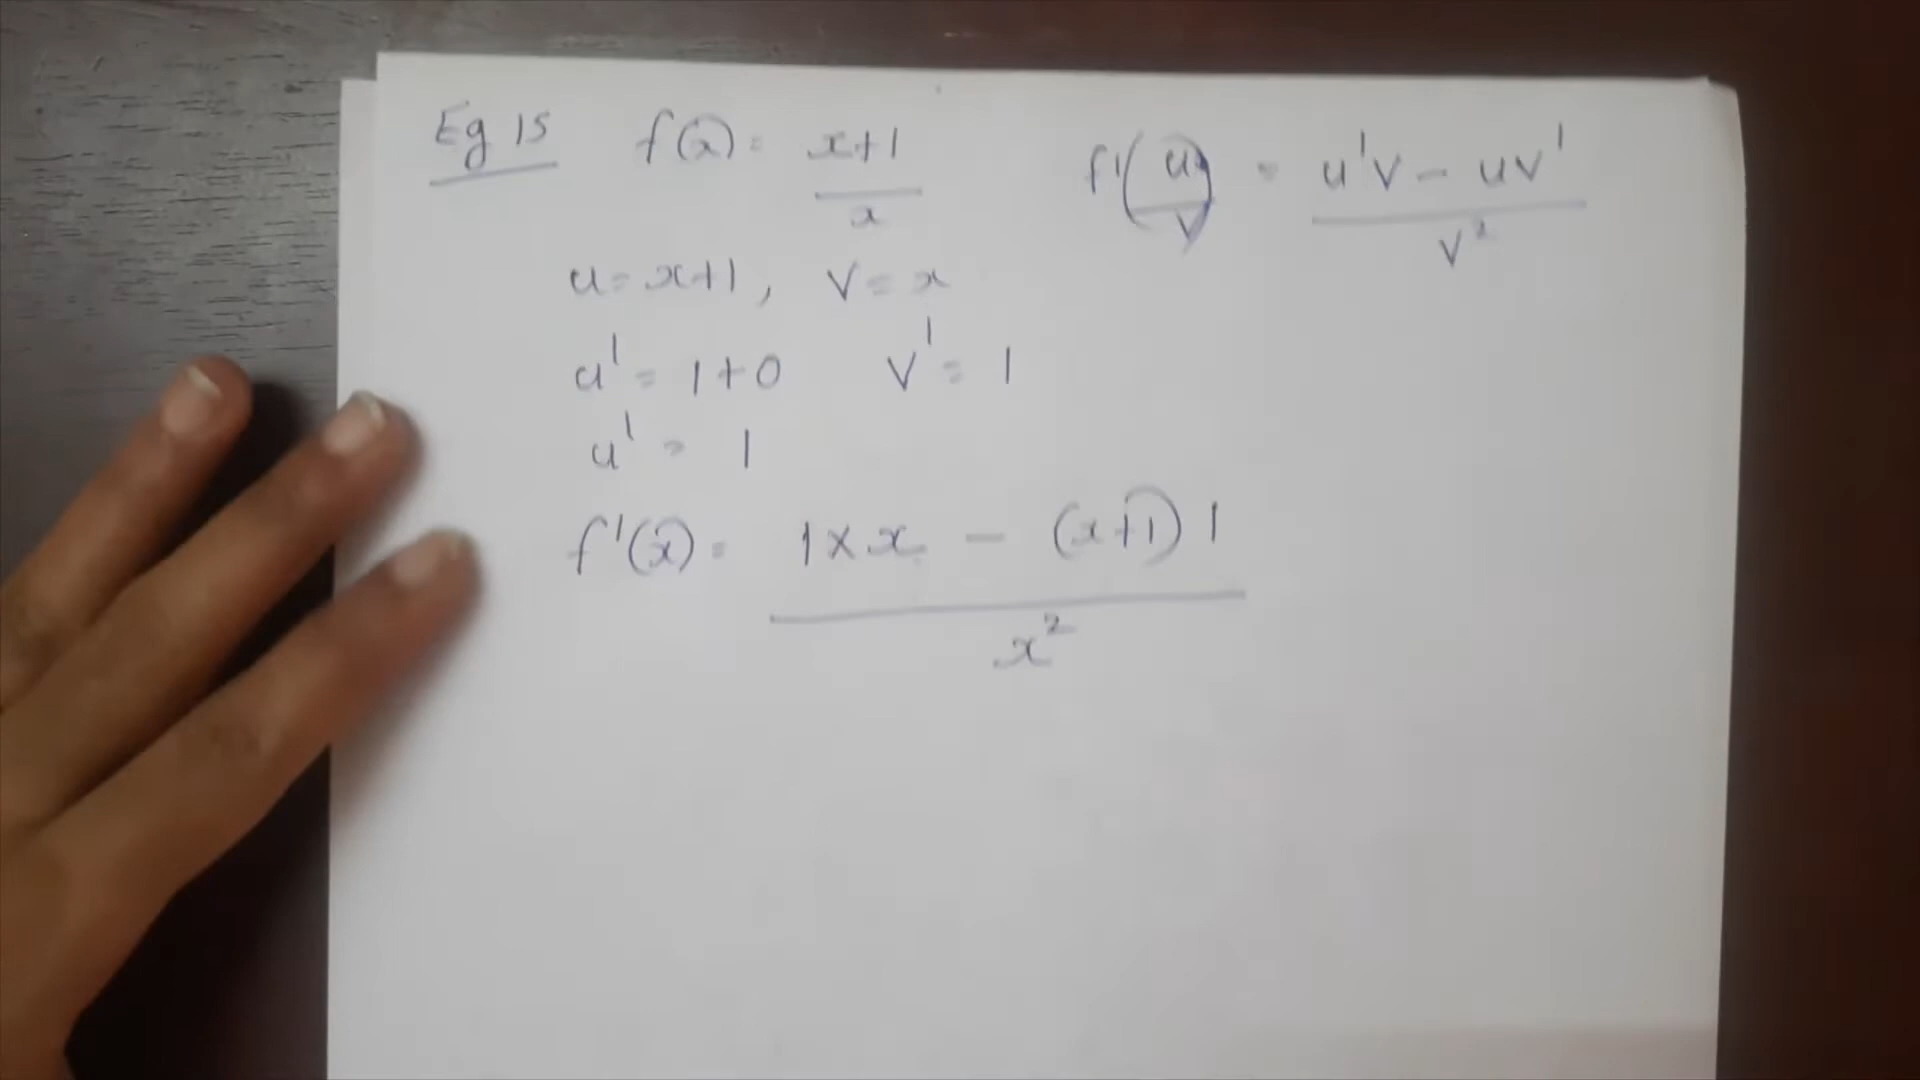 Eg 15 f(x) = x+1 / x f'(u/v) = u'v - uv' / v²
u = x+1, v = x
u' = 1+0 v' = 1
u' = 1
f'(x) = 1 × x - (x+1) 1 / x²